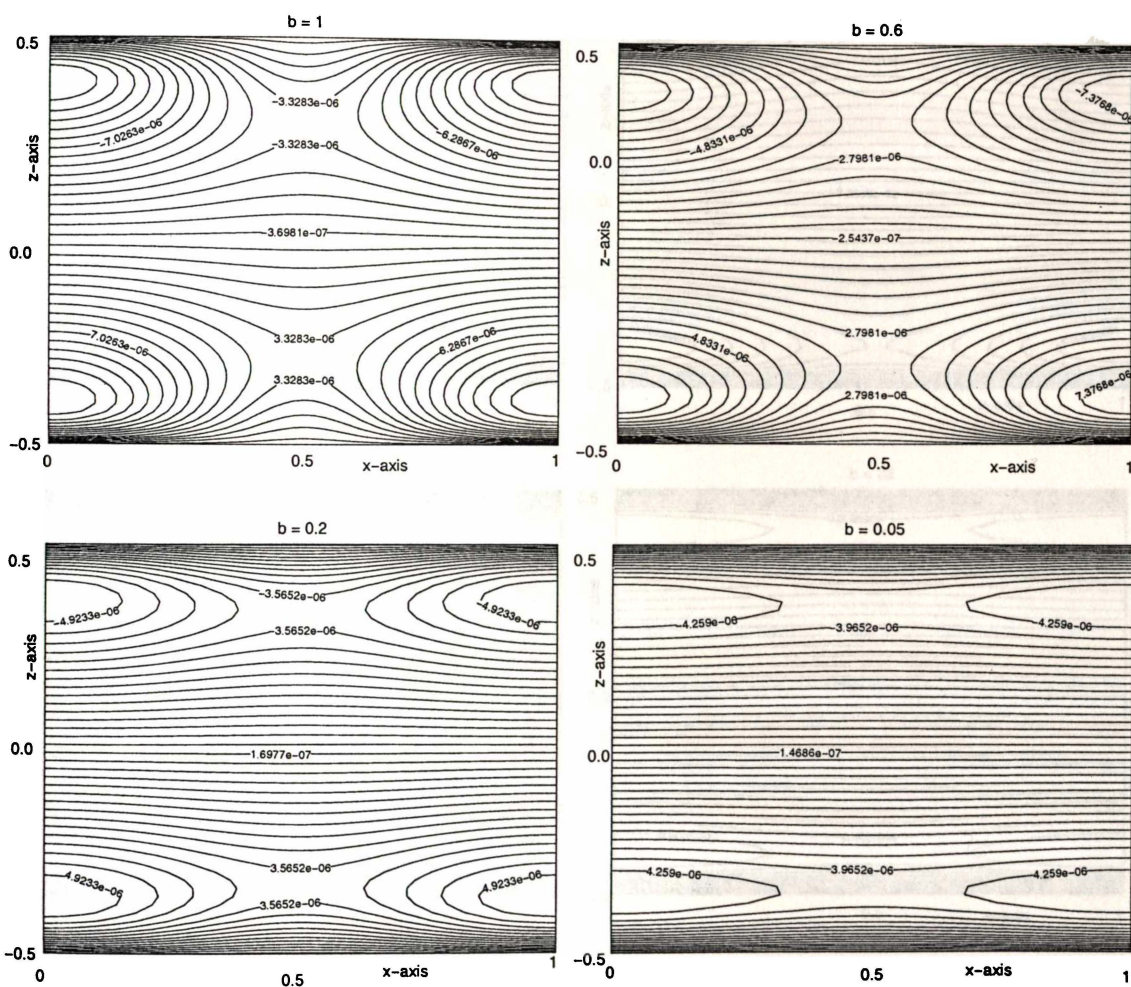 b = 1
0.5
z-axis
0.0
-0.5
-3.3283e-06
-7.0263e-06
-6.2867e-06
-3.3283e-06
-3.6981e-07
7.0263e-06
3.3283e-06
6.2867e-06
3.3283e-06
0
0.5
x-axis
1
b = 0.6
0.5
0.0
z-axis
-0.5
-7.3768e-06
-4.8331e-06
-2.7981e-06
-2.5437e-07
2.7981e-06
4.8331e-06
7.3768e-06
2.7981e-06
0
0.5
x-axis
1
b = 0.2
0.5
z-axis
0.0
-0.5
-3.5652e-06
-4.9233e-06
-4.9233e-06
-3.5652e-06
1.6977e-07
3.5652e-06
4.9233e-06
4.9233e-06
3.5652e-06
0
0.5
x-axis
1
b = 0.05
0.5
z-axis
0.0
-0.5
-4.259e-06
-3.9652e-06
-4.259e-06
1.4686e-07
4.259e-06
3.9652e-06
4.259e-06
0
0.5
x-axis
1